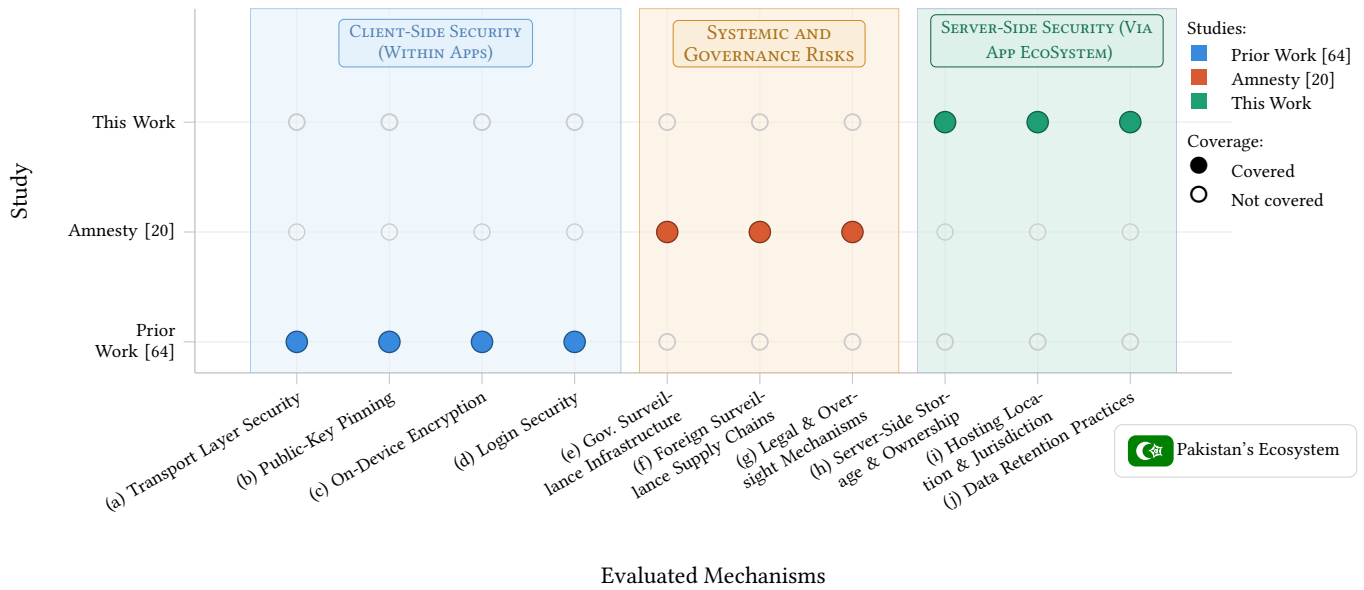 CLIENT-SIDE SECURITY
(WITHIN APPS)
SYSTEMIC AND
GOVERNANCE RISKS
SERVER-SIDE SECURITY (VIA
APP ECOSYSTEM)
Studies:
Prior Work [64]
Amnesty [20]
This Work
Coverage:
Covered
Not covered
Study
This Work
Amnesty [20]
Prior
Work [64]
(a) Transport Layer Security
(b) Public-Key Pinning
(c) On-Device Encryption
(d) Login Security
(e) Gov. Surveil-
lance Infrastructure
(f) Foreign Surveil-
lance Supply Chains
(g) Legal & Over-
sight Mechanisms
(h) Server-Side Stor-
age & Ownership
(i) Hosting Loca-
tion & Jurisdiction
(j) Data Retention Practices
Pakistan's Ecosystem
Evaluated Mechanisms